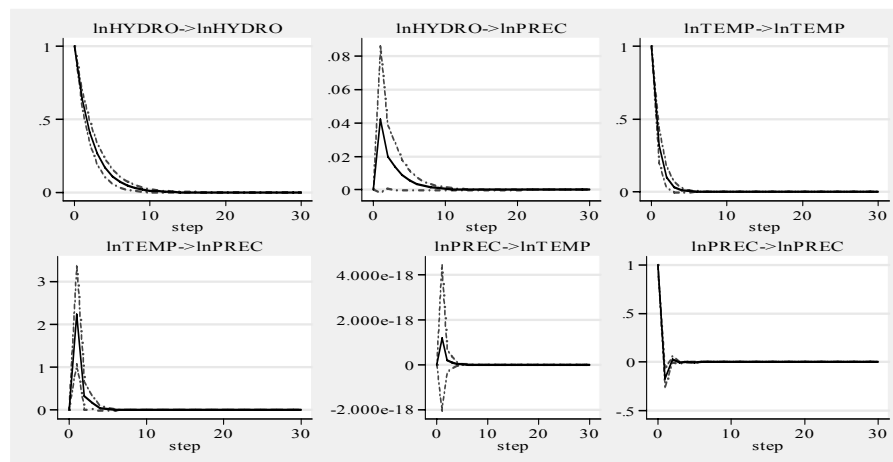 lnHYDRO->lnHYDRO
1
.5
0
0 10 20 30
step
lnHYDRO->lnPREC
.08
.06
.04
.02
0
0 10 20 30
step
lnTEMP->lnTEMP
1
.5
0
0 10 20 30
step
lnTEMP->lnPREC
3
2
1
0
0 10 20 30
step
lnPREC->lnTEMP
4.000e-18
2.000e-18
0
-2.000e-18
0 10 20 30
step
lnPREC->lnPREC
1
.5
0
-.5
0 10 20 30
step